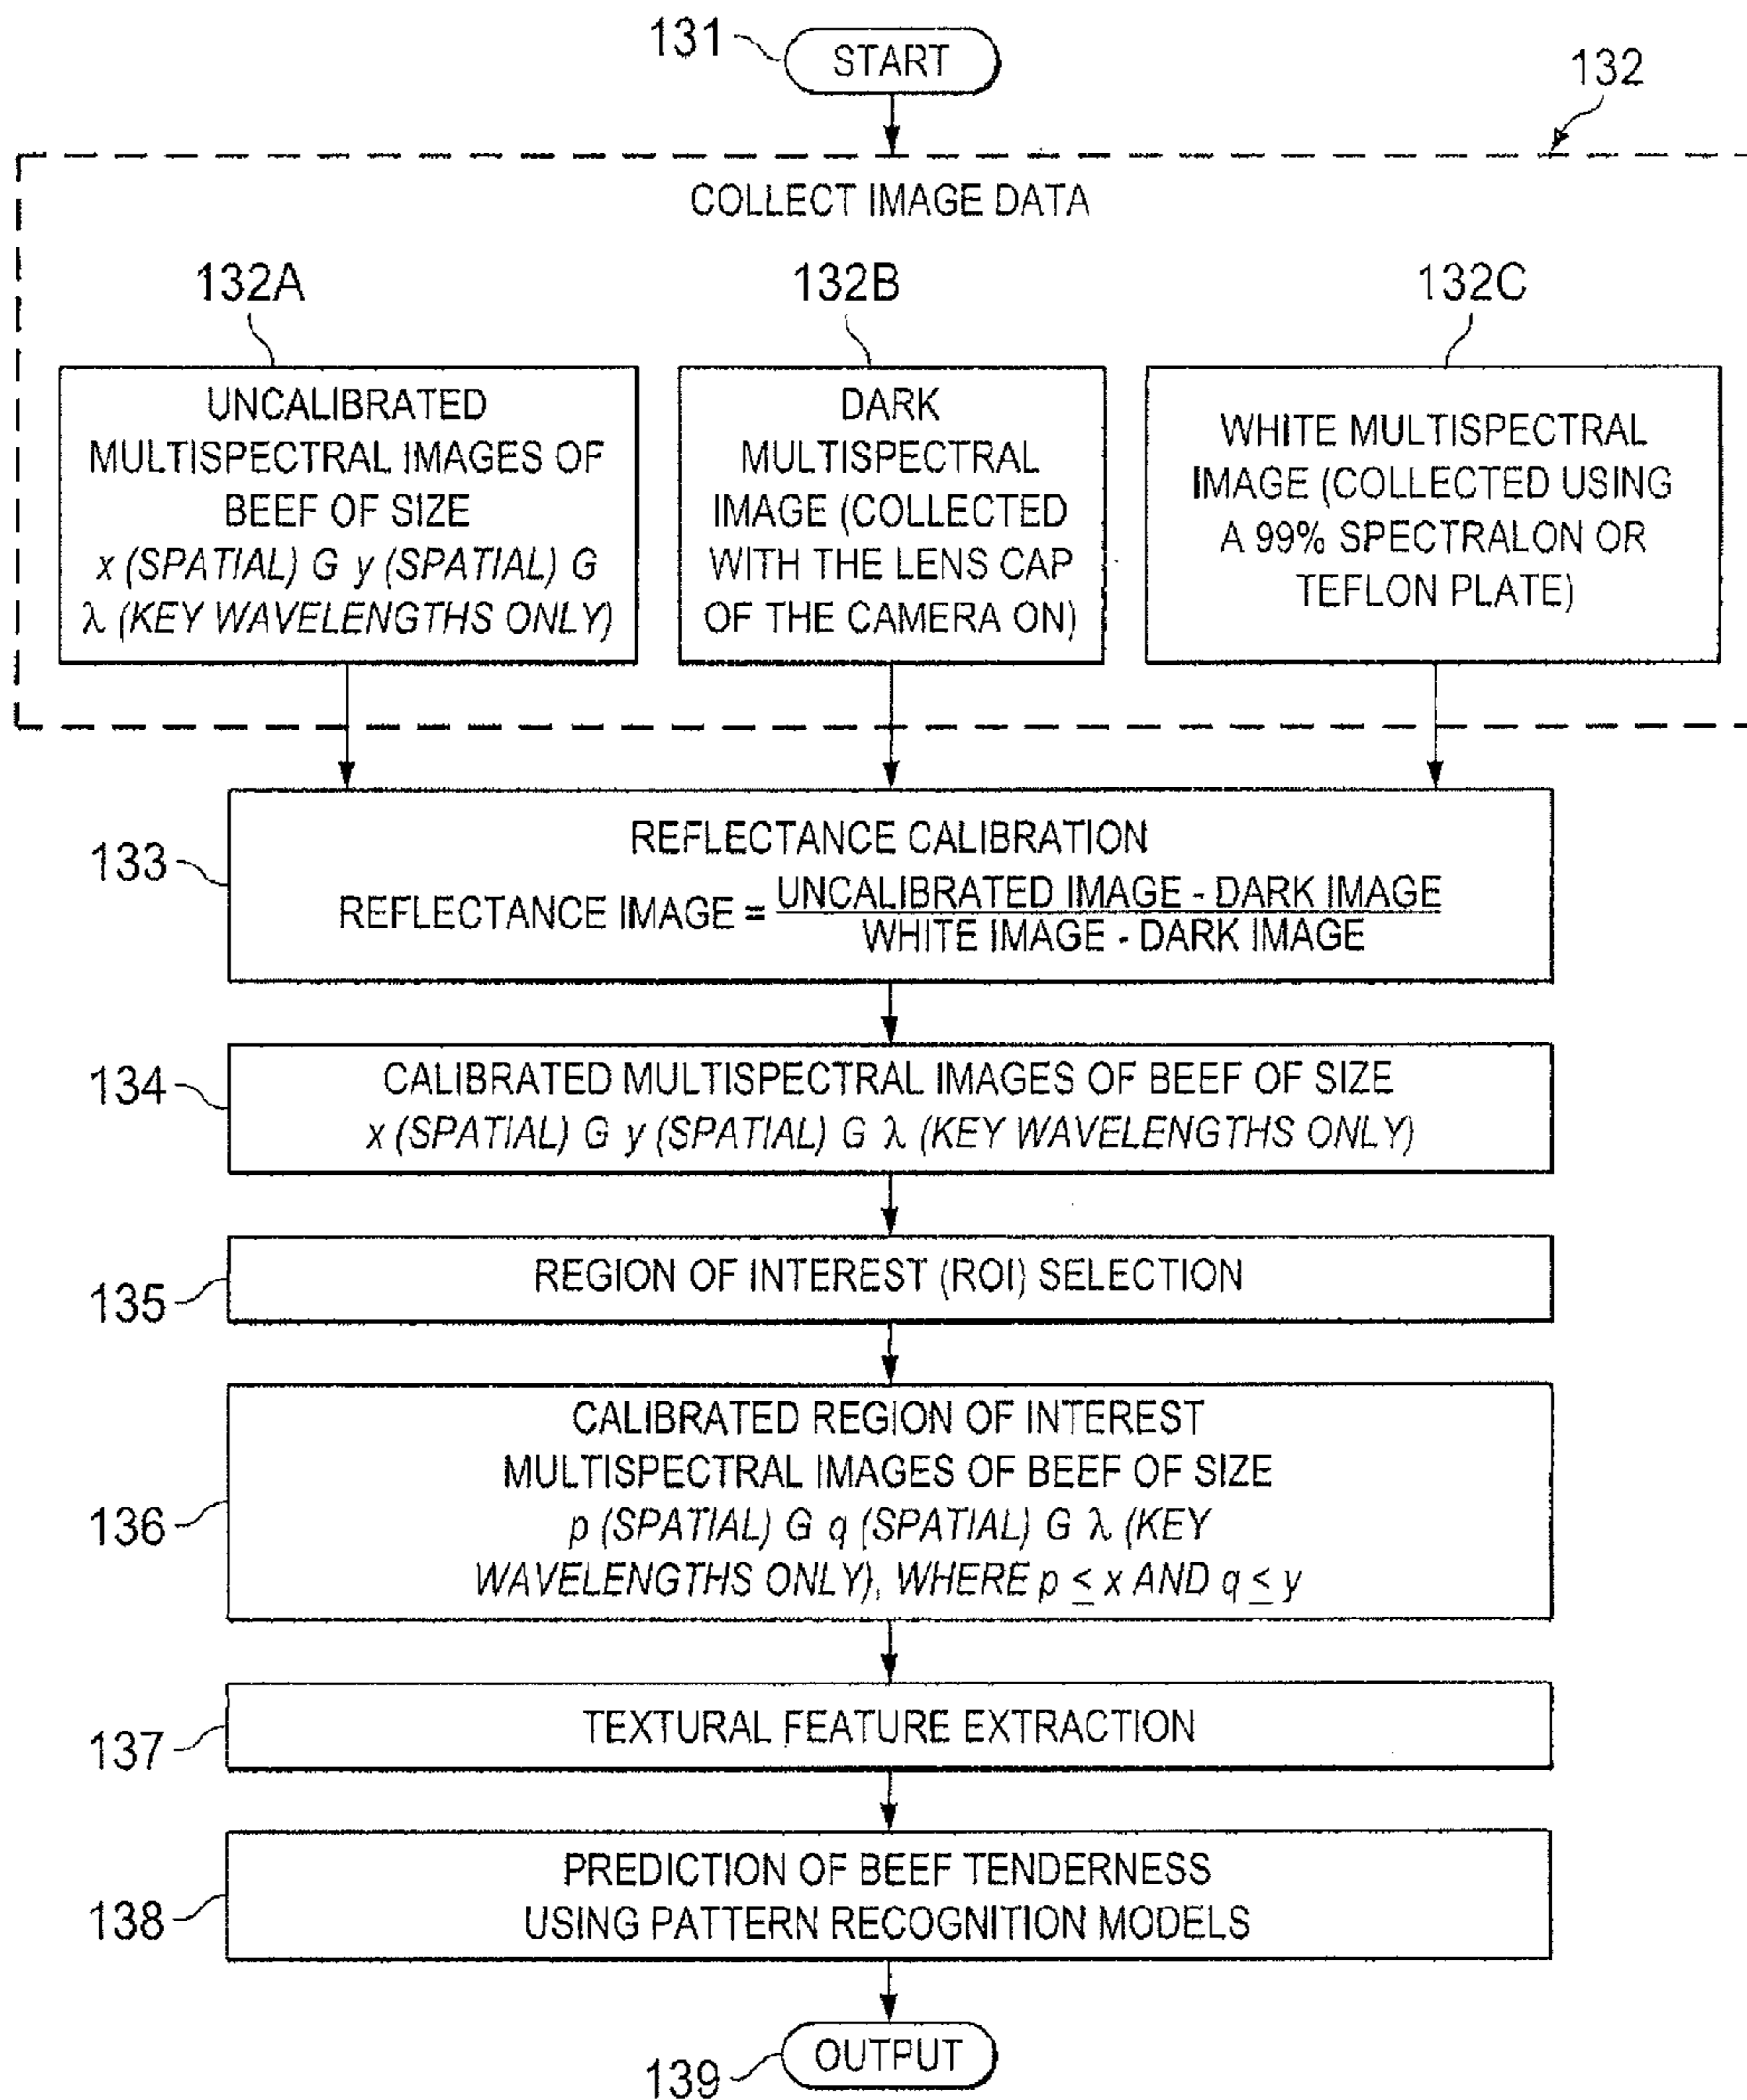 131
START
132
COLLECT IMAGE DATA
132A
132B
132C
UNCALIBRATED
MULTISPECTRAL IMAGES OF
BEEF OF SIZE
x (SPATIAL) G y (SPATIAL) G
λ (KEY WAVELENGTHS ONLY)
DARK
MULTISPECTRAL
IMAGE (COLLECTED
WITH THE LENS CAP
OF THE CAMERA ON)
WHITE MULTISPECTRAL
IMAGE (COLLECTED USING
A 99% SPECTRALON OR
TEFLON PLATE)
133
REFLECTANCE CALIBRATION
REFLECTANCE IMAGE = UNCALIBRATED IMAGE - DARK IMAGE
WHITE IMAGE - DARK IMAGE
134
CALIBRATED MULTISPECTRAL IMAGES OF BEEF OF SIZE
x (SPATIAL) G y (SPATIAL) G λ (KEY WAVELENGTHS ONLY)
135
REGION OF INTEREST (ROI) SELECTION
136
CALIBRATED REGION OF INTEREST
MULTISPECTRAL IMAGES OF BEEF OF SIZE
p (SPATIAL) G q (SPATIAL) G λ (KEY
WAVELENGTHS ONLY), WHERE p ≤ x AND q ≤ y
137
TEXTURAL FEATURE EXTRACTION
138
PREDICTION OF BEEF TENDERNESS
USING PATTERN RECOGNITION MODELS
139
OUTPUT